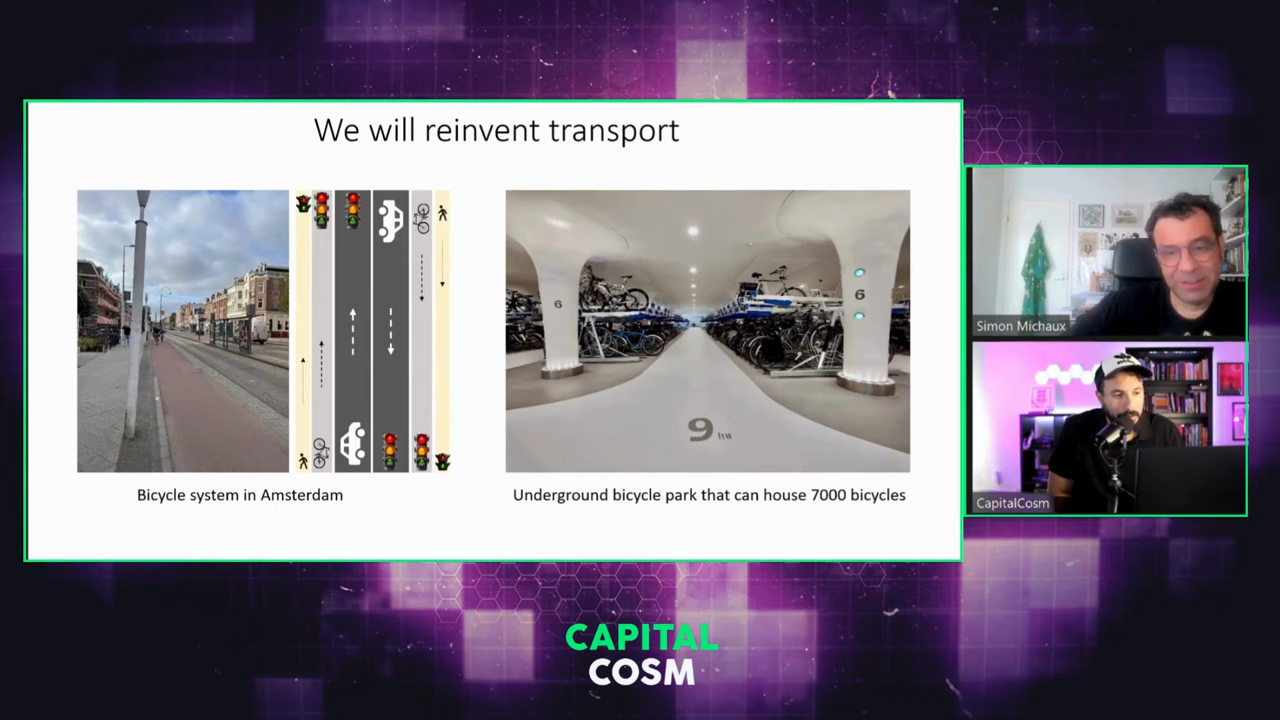 We will reinvent transport
6
6
9
Bicycle system in Amsterdam
Underground bicycle park that can house 7000 bicycles
Simon Michaux
CapitalCosm
CAPITAL
COSM